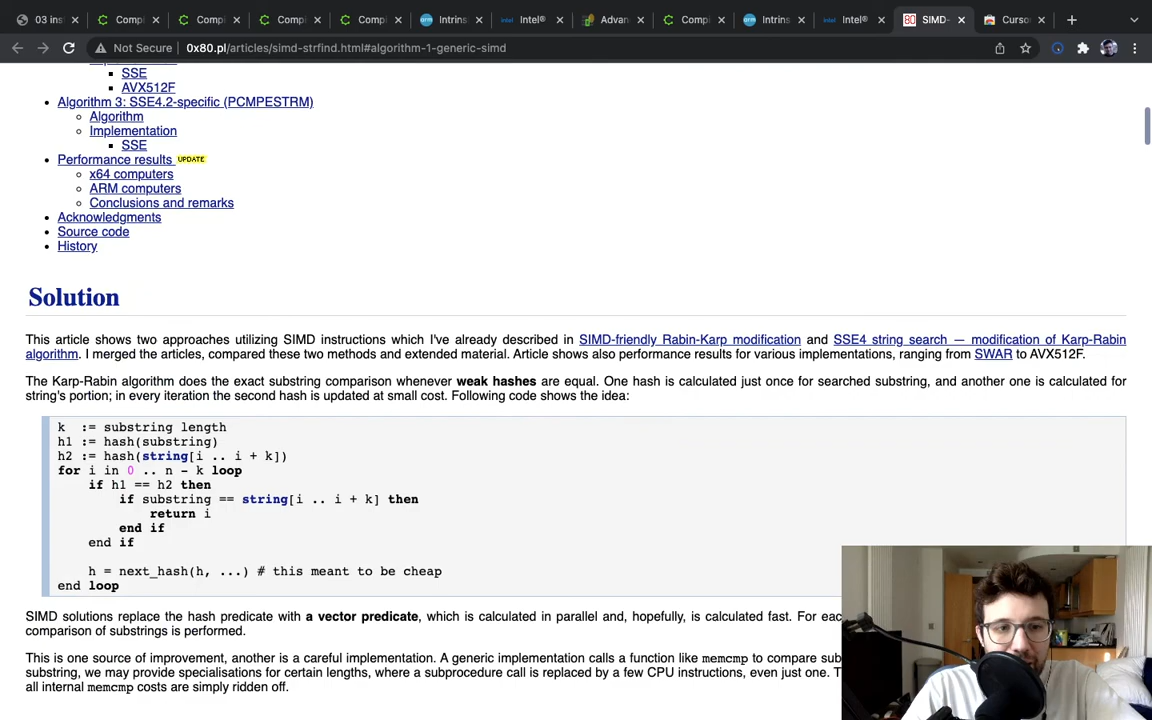 03 inst
Compi
Compi
Compi
Compi
Intrins
Intel®
Advan
Compi
Intrins
Intel®
80
SIMD-
Curso
Not Secure
0x80.pl/articles/simd-strfind.html#algorithm-1-generic-simd
SSE
AVX512F
Algorithm 3: SSE4.2-specific (PCMPESTRM)
Algorithm
Implementation
SSE
Performance results UPDATE
x64 computers
ARM computers
Conclusions and remarks
Acknowledgments
Source code
History
Solution
This article shows two approaches utilizing SIMD instructions which I've already described in SIMD-friendly Rabin-Karp modification and SSE4 string search — modification of Karp-Rabin
algorithm. I merged the articles, compared these two methods and extended material. Article shows also performance results for various implementations, ranging from SWAR to AVX512F.
The Karp-Rabin algorithm does the exact substring comparison whenever weak hashes are equal. One hash is calculated just once for searched substring, and another one is calculated for
string's portion; in every iteration the second hash is updated at small cost. Following code shows the idea:
k := substring length
h1 := hash(substring)
h2 := hash(string[i .. i + k])
for i in 0 .. n - k loop
if h1 == h2 then
if substring == string[i .. i + k] then
return i
end if
end if
h = next_hash(h, ...) # this meant to be cheap
end loop
SIMD solutions replace the hash predicate with a vector predicate, which is calculated in parallel and, hopefully, is calculated fast. For eac
comparison of substrings is performed.
This is one source of improvement, another is a careful implementation. A generic implementation calls a function like memcmp to compare sub
substring, we may provide specialisations for certain lengths, where a subprocedure call is replaced by a few CPU instructions, even just one. T
all internal memcmp costs are simply ridden off.